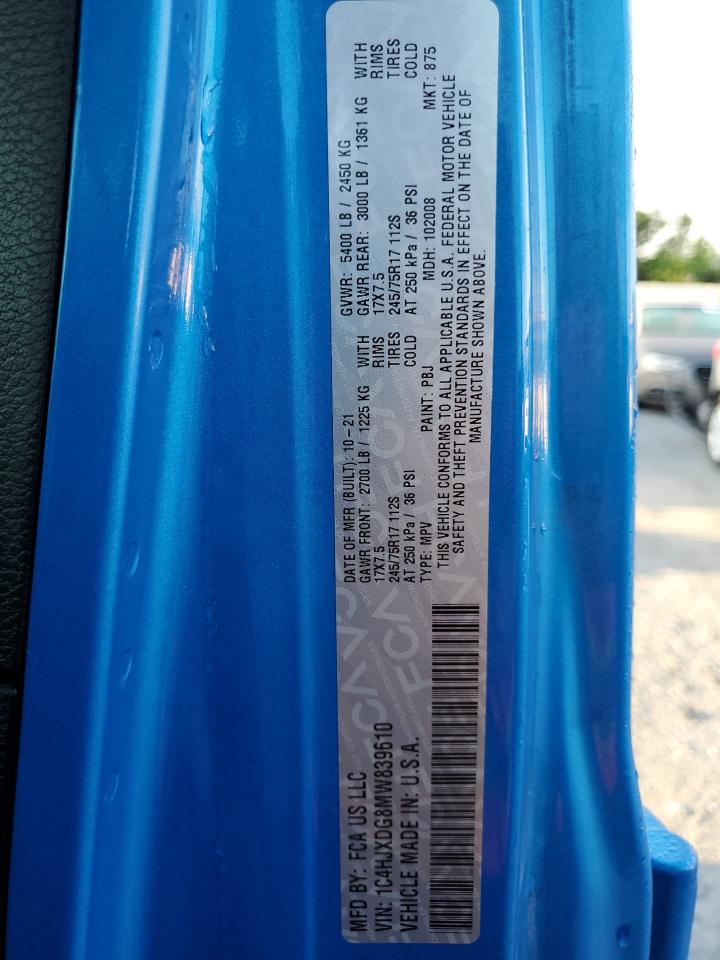 MFD BY: FCA US LLC
DATE OF MFR (BUILT): 10-21
GVWR: 5400 LB / 2450 KG
GAWR FRONT: 2700 LB / 1225 KG WITH
GAWR REAR: 3000 LB / 1361 KG WITH
17X7.5 RIMS
17X7.5 RIMS
245/75R17 112S TIRES
245/75R17 112S TIRES
AT 250 kPa / 36 PSI COLD
AT 250 kPa / 36 PSI COLD
VIN: 1C4HJXDG8MW839610
TYPE: MPV
PAINT: PBJ
MDH: 102008
MKT: 875
VEHICLE MADE IN: U.S.A.
THIS VEHICLE CONFORMS TO ALL APPLICABLE U.S.A. FEDERAL MOTOR VEHICLE
SAFETY AND THEFT PREVENTION STANDARDS IN EFFECT ON THE DATE OF
MANUFACTURE SHOWN ABOVE.